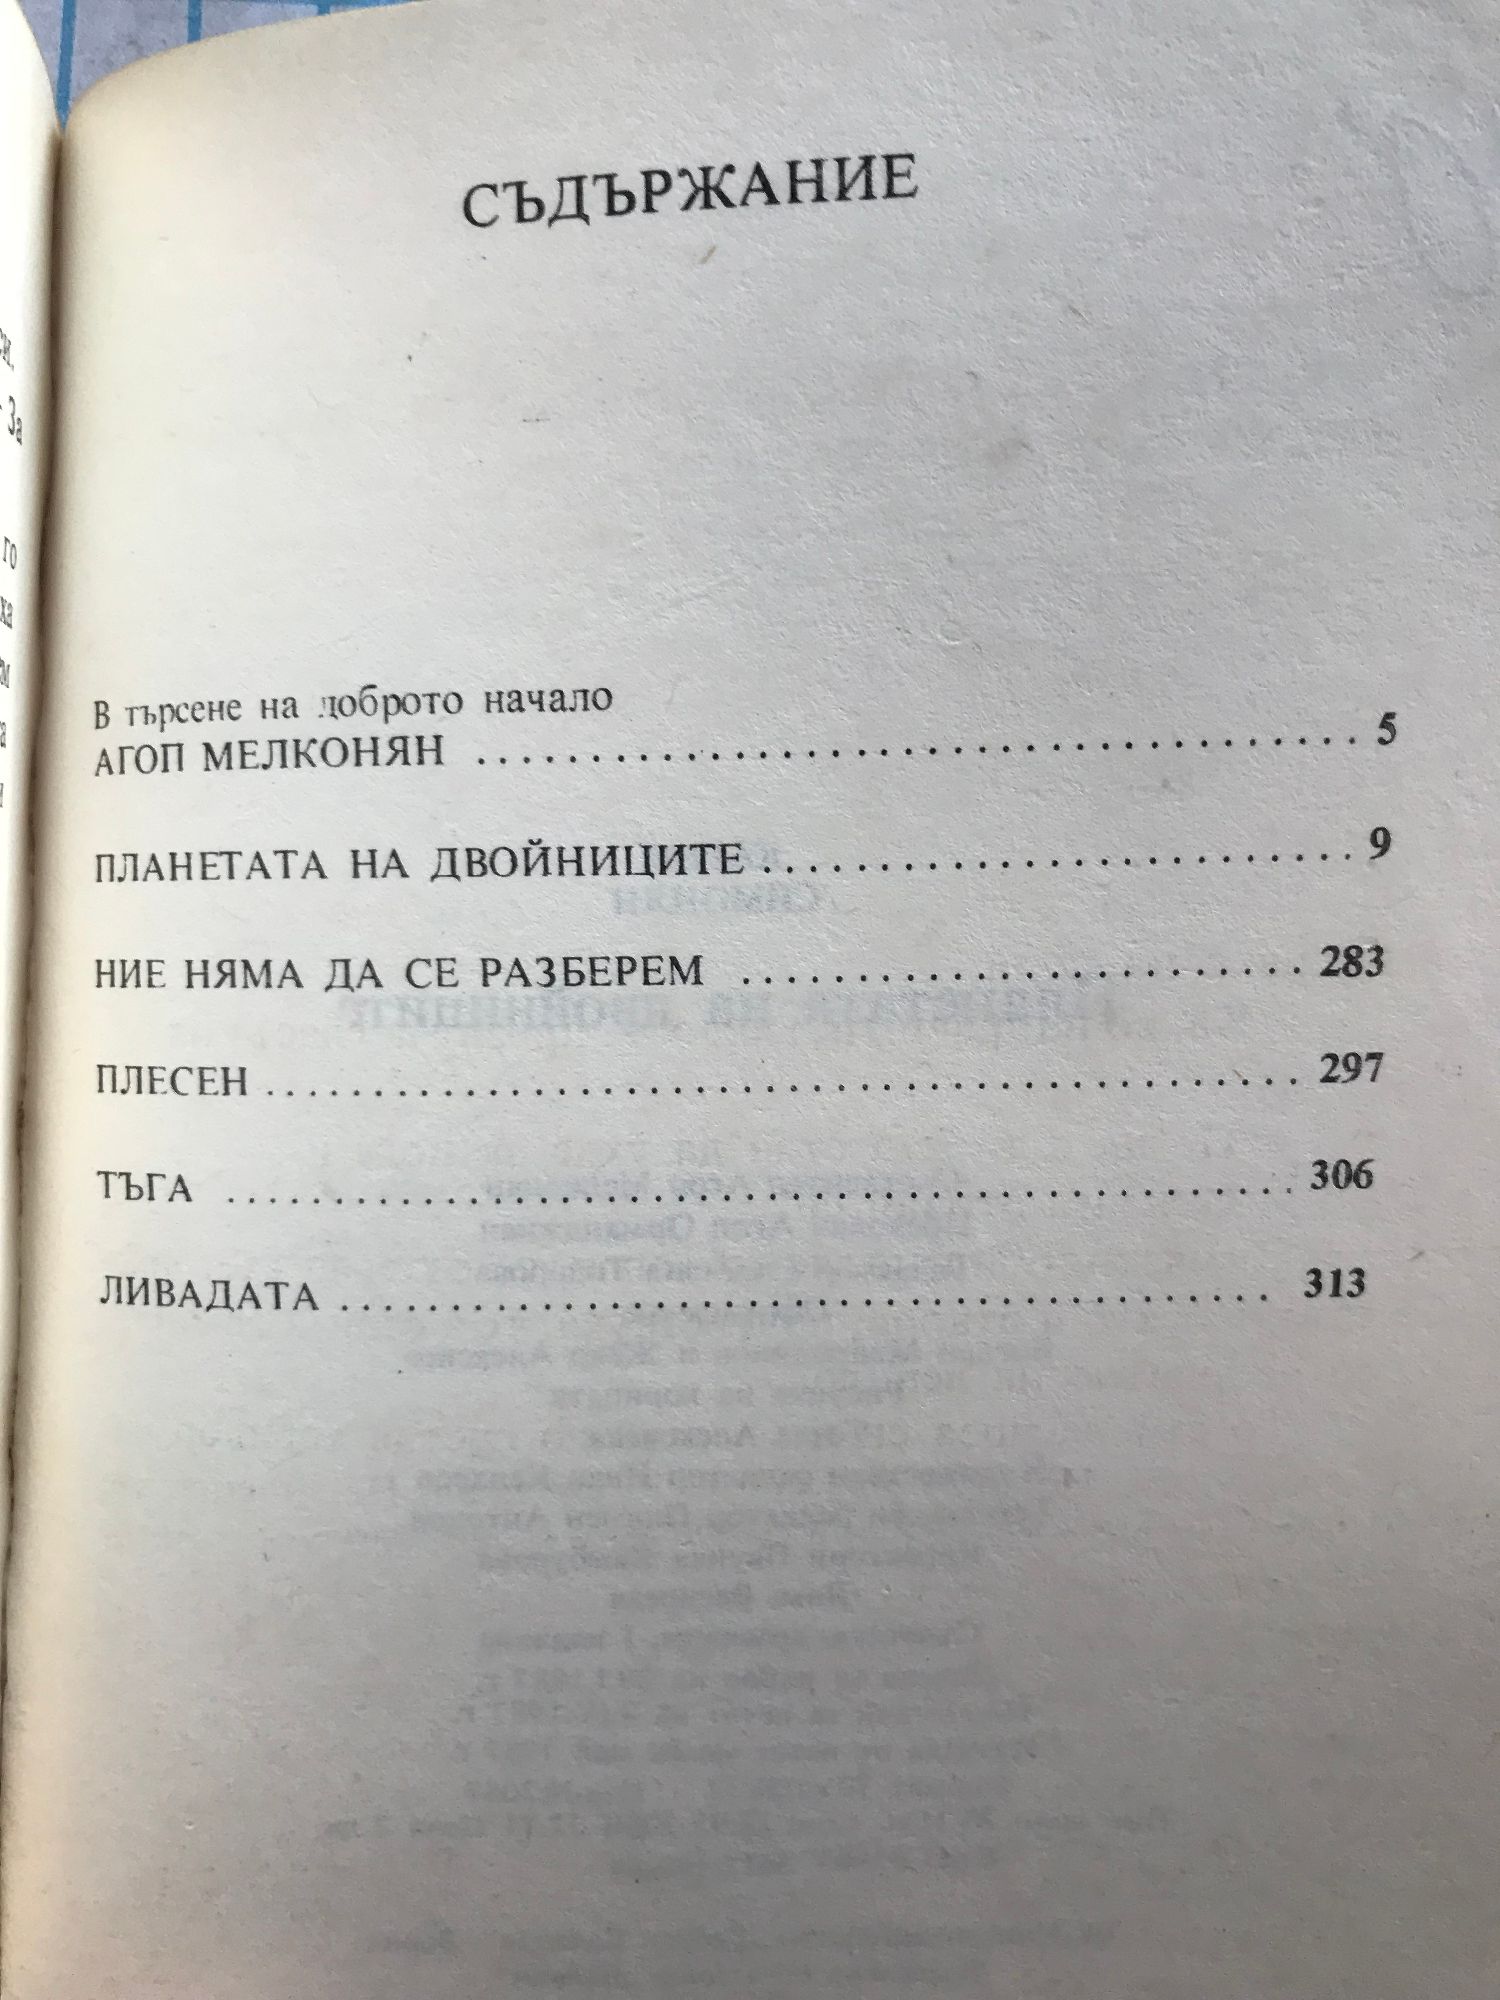 СЪДЪРЖАНИЕ
В търсене на доброто начало
АГОП МЕЛКОНЯН ........................................ 5
ПЛАНЕТАТА НА ДВОЙНИЦИТЕ ........................... 9
НИЕ НЯМА ДА СЕ РАЗБЕРЕМ ......................... 283
ПЛЕСЕН ................................................ 297
ТЪГА .................................................. 306
ЛИВАДАТА ............................................ 313